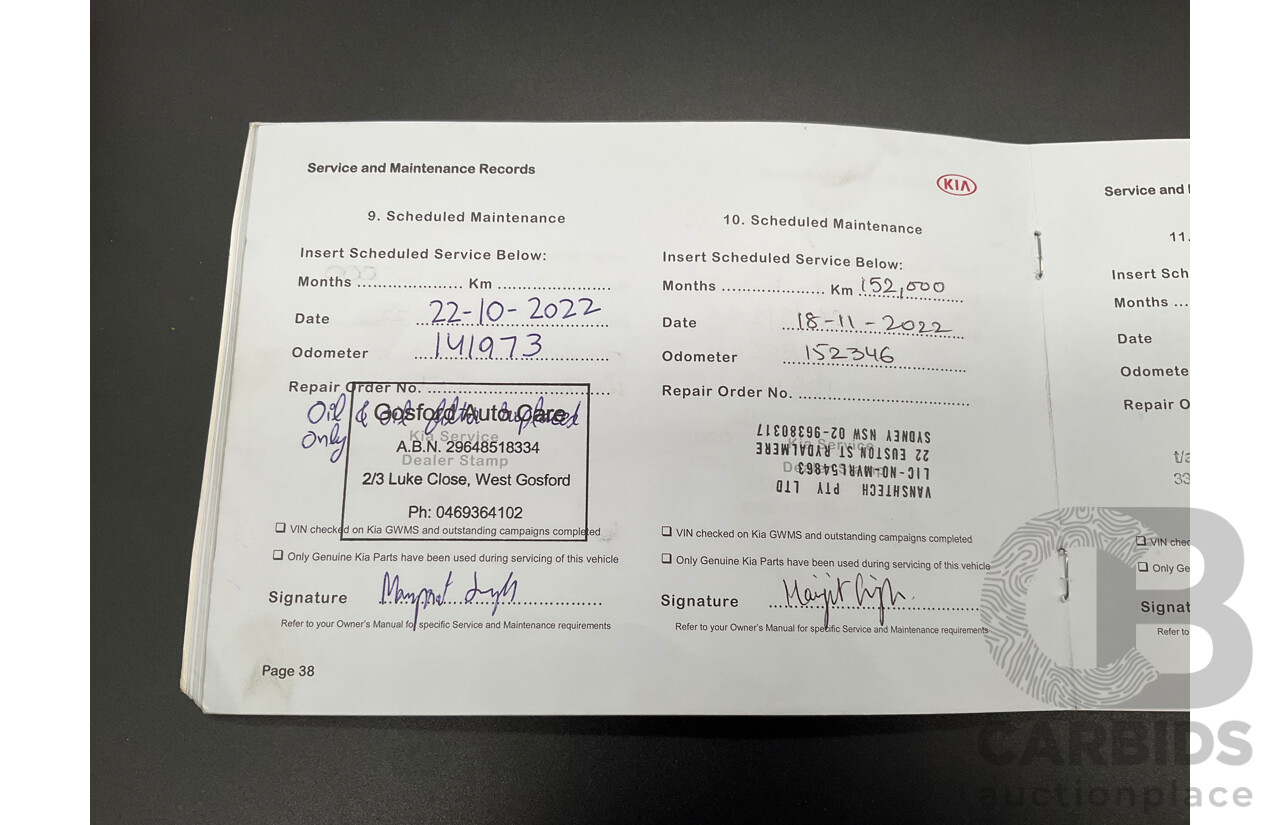 Service and Maintenance Records
KIA
9. Scheduled Maintenance
Insert Scheduled Service Below:
Months ..................... Km ......................
Date 22-10-2022
Odometer 141973
Repair Order No. ....................................
Oil & oil filter replaced
only
Gosford Auto Care
Kia Service
A.B.N. 29648518334
Dealer Stamp
2/3 Luke Close, West Gosford
Ph: 0469364102
VIN checked on Kia GWMS and outstanding campaigns completed
Only Genuine Kia Parts have been used during servicing of this vehicle
Signature
Refer to your Owner's Manual for specific Service and Maintenance requirements
Page 38
10. Scheduled Maintenance
Insert Scheduled Service Below:
Months ..................... Km 152,000
Date 18-11-2022
Odometer 152346
Repair Order No. ....................................
VANSHTECH PTY LTD
LIC-NO-MVRL54863
22 EUSTON ST RYDALMERE
SYDNEY NSW 02-96380317
Kia Service
VIN checked on Kia GWMS and outstanding campaigns completed
Only Genuine Kia Parts have been used during servicing of this vehicle
Signature
Refer to your Owner's Manual for specific Service and Maintenance requirements
Service and
11.
Insert Sch
Months ...
Date
Odomete
Repair O
t/a
33
VIN chec
Only Ge
Signat
Refer to
CB
CARBIDS
auctionplace